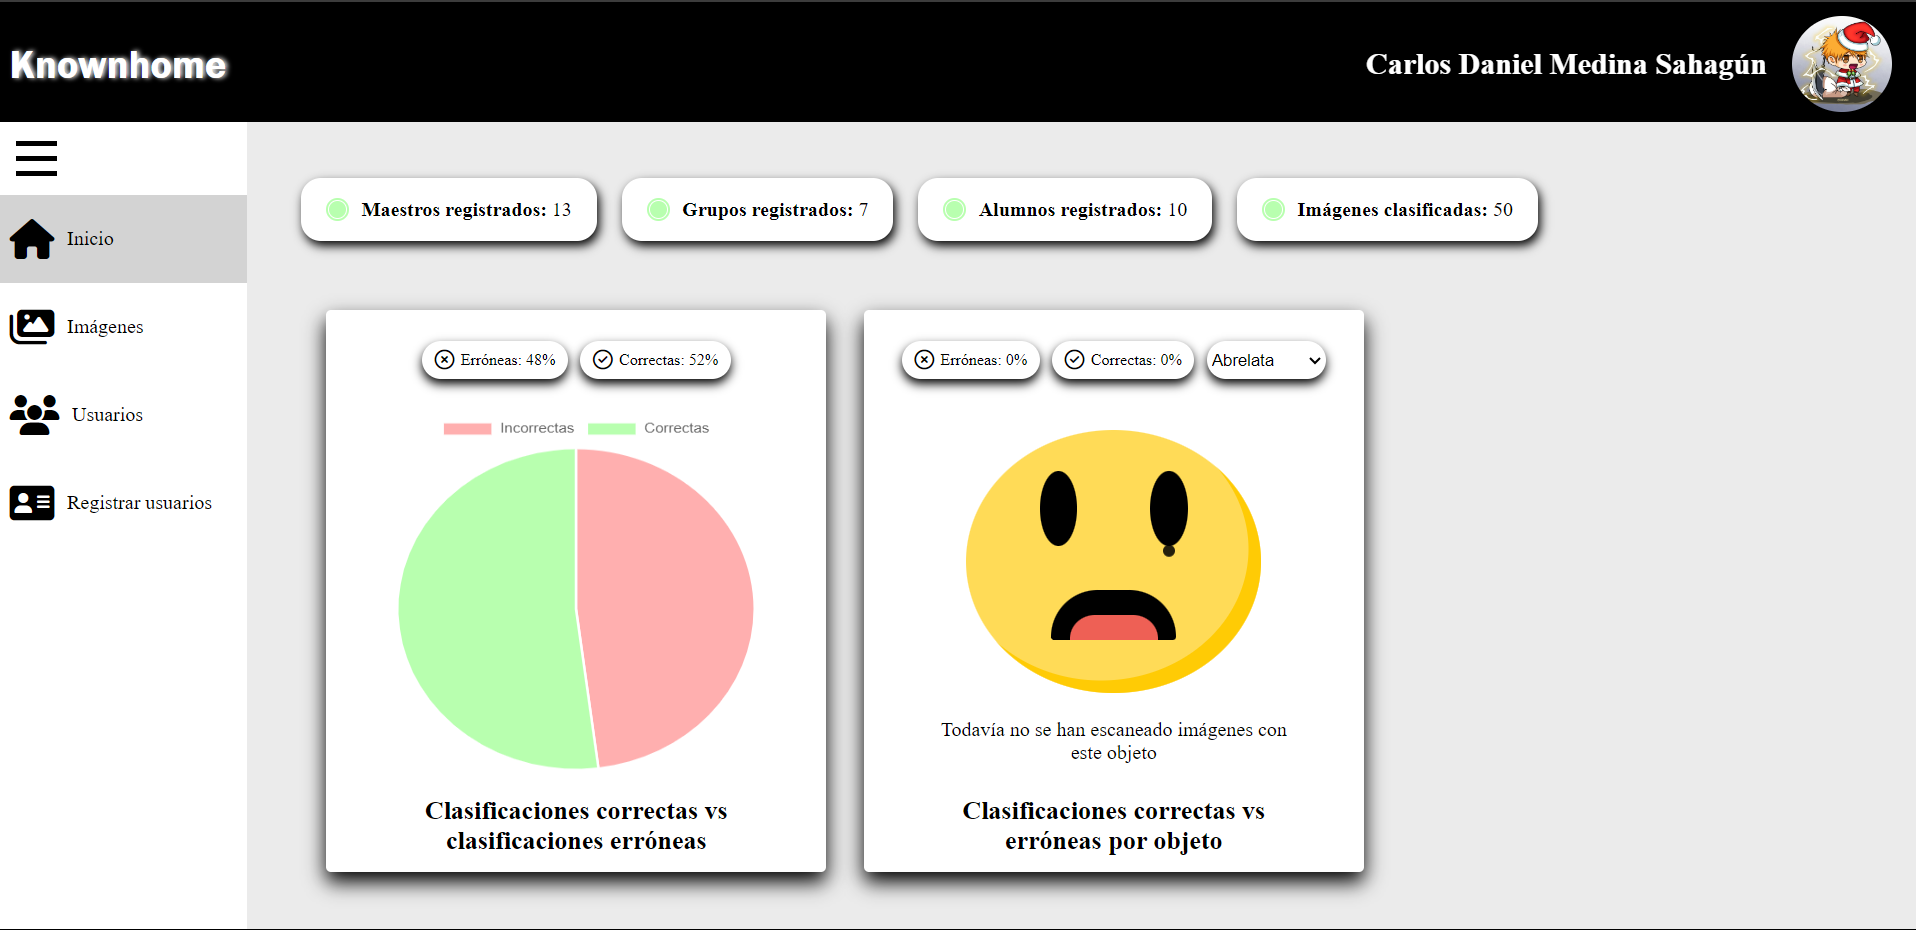 Knownhome
Carlos Daniel Medina Sahagún
Inicio
Imágenes
Usuarios
Registrar usuarios
Maestros registrados: 13
Grupos registrados: 7
Alumnos registrados: 10
Imágenes clasificadas: 50
Erróneas: 48%
Correctas: 52%
Incorrectas
Correctas
Clasificaciones correctas vs
clasificaciones erróneas
Erróneas: 0%
Correctas: 0%
Abrelata
Todavía no se han escaneado imágenes con
este objeto
Clasificaciones correctas vs
erróneas por objeto